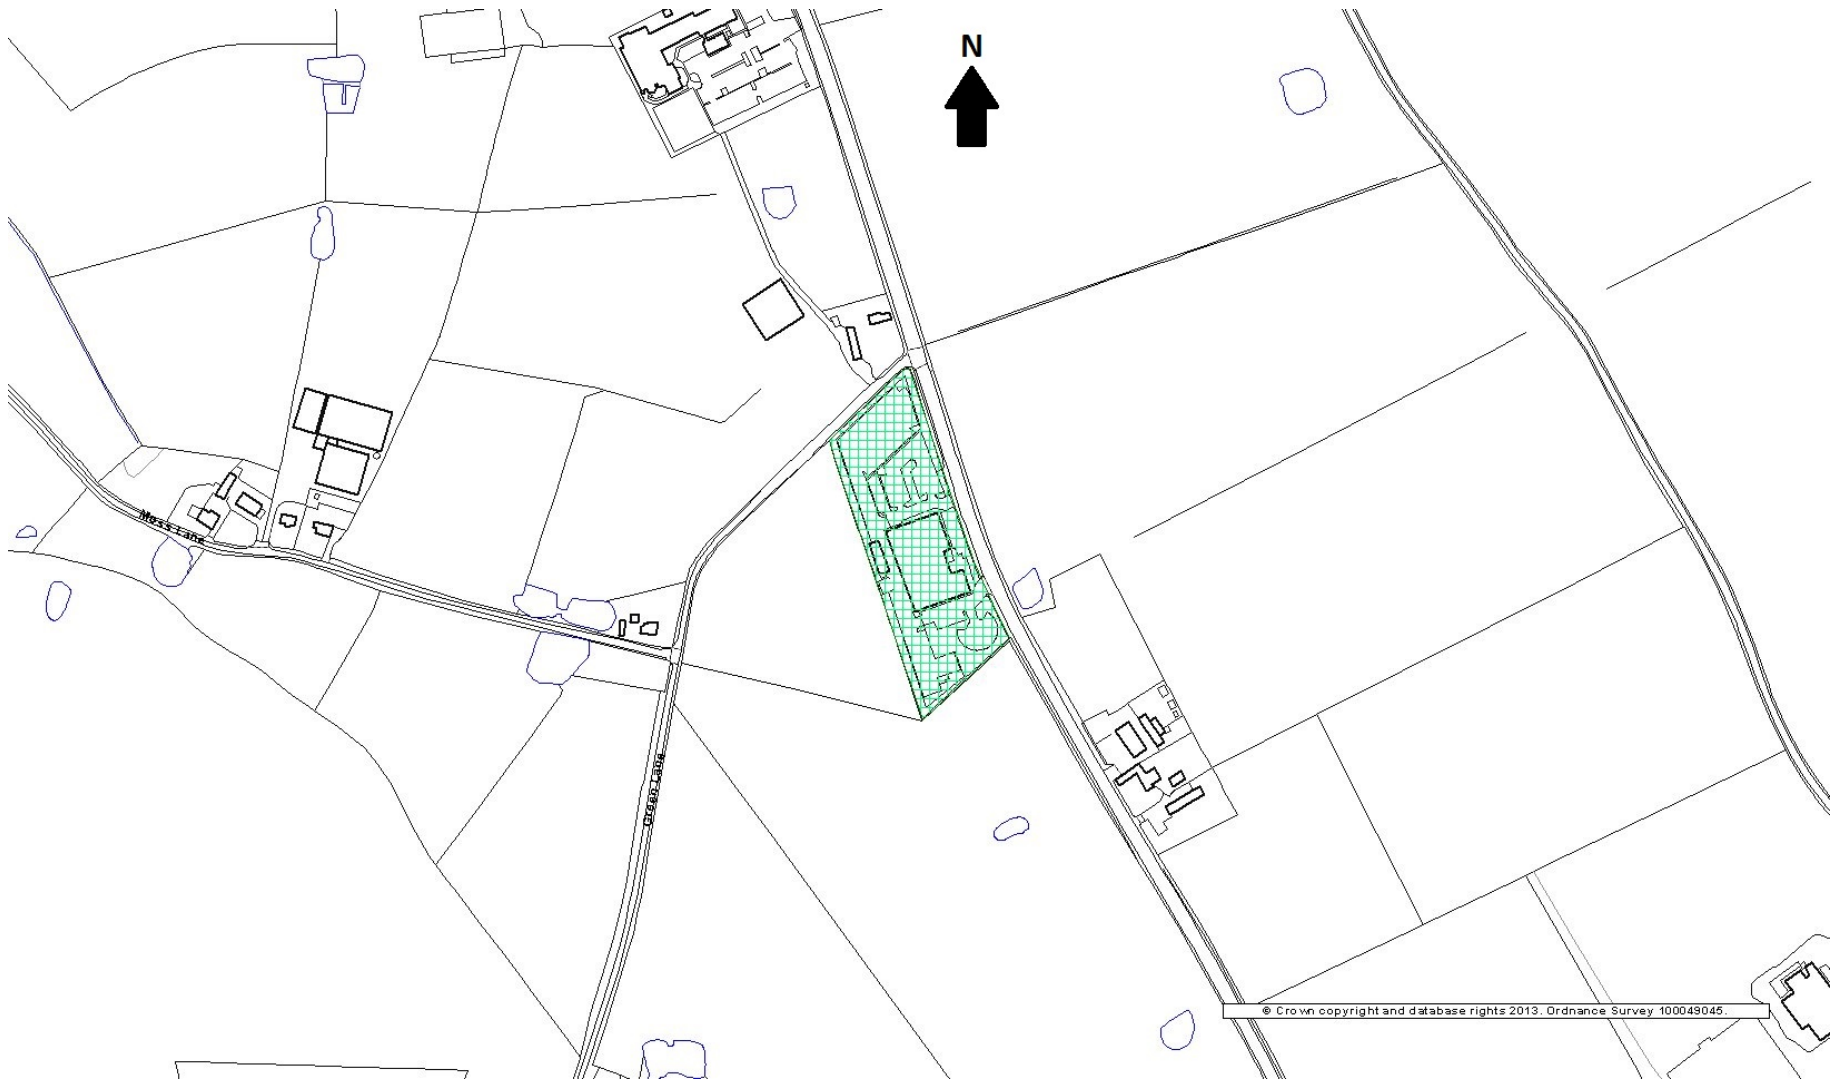 N
Moss Lane
Green Lane
© Crown copyright and database rights 2013. Ordnance Survey 100049045.